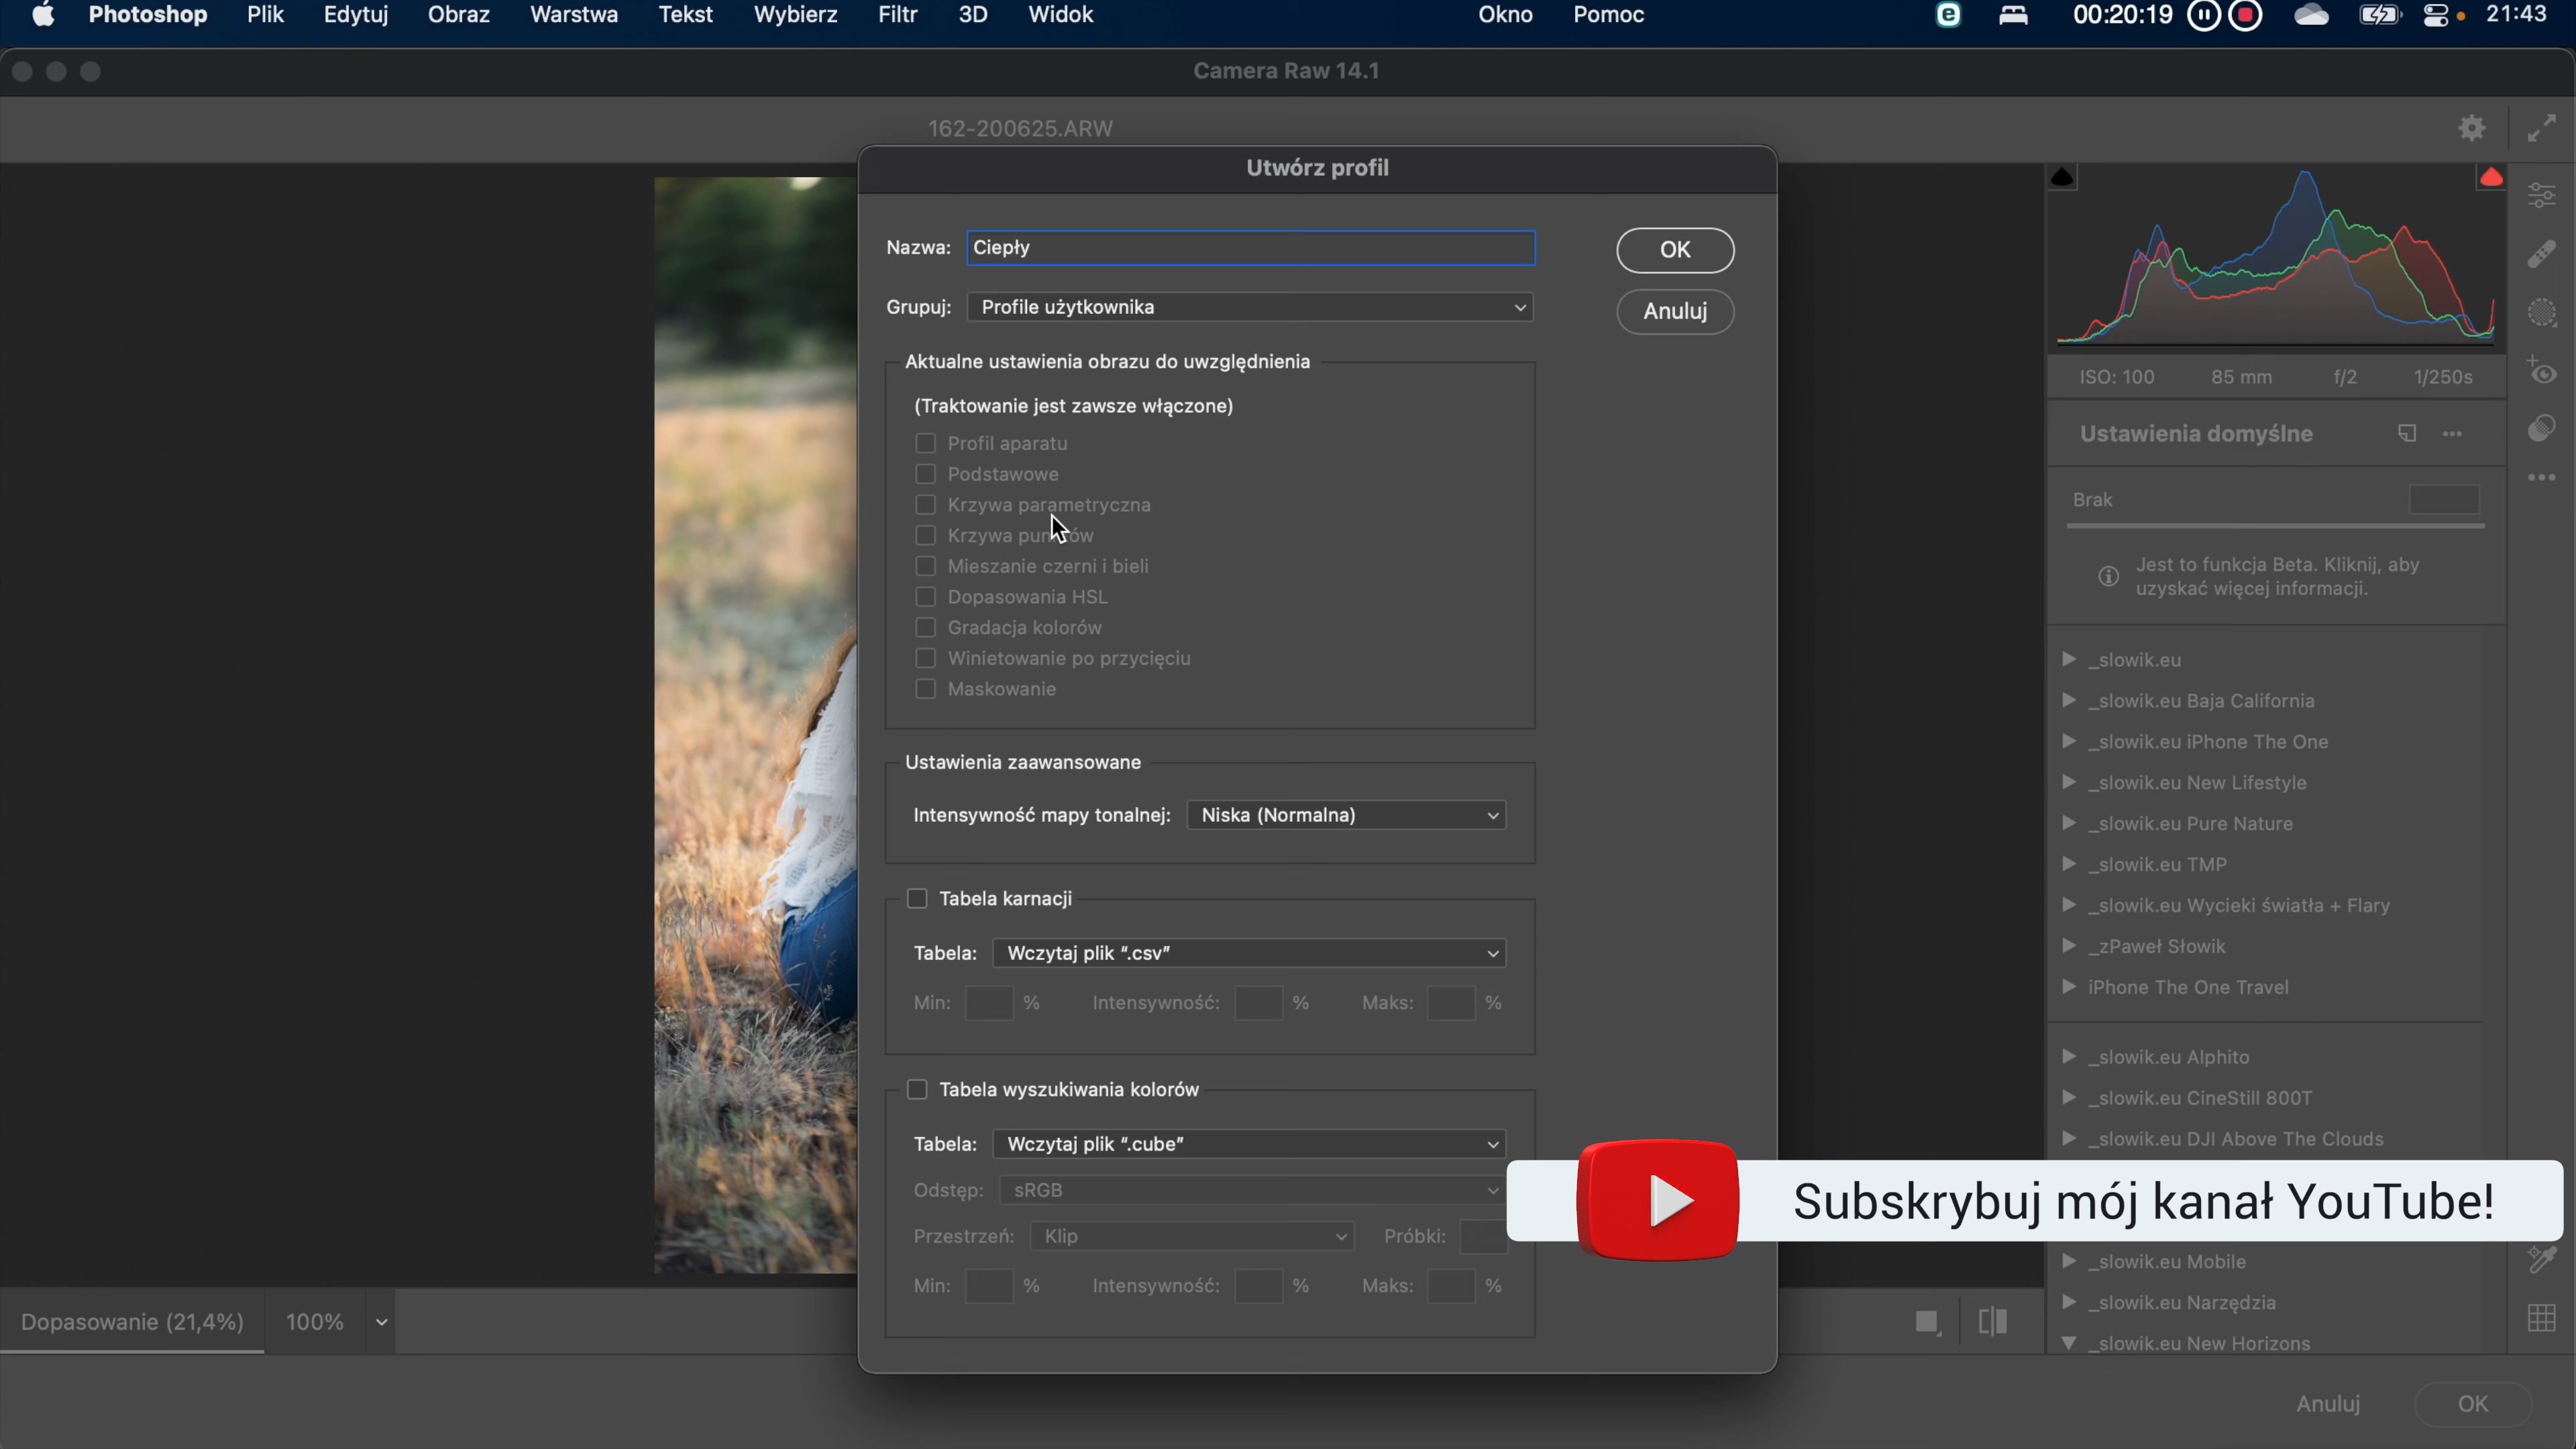 Photoshop Plik Edytuj Obraz Warstwa Tekst Wybierz Filtr 3D Widok Okno Pomoc 00:20:19 21:43
Camera Raw 14.1
162-200625.ARW
Utwórz profil
Nazwa: Ciepły
OK
Grupuj: Profile użytkownika
Anuluj
Aktualne ustawienia obrazu do uwzględnienia
(Traktowanie jest zawsze włączone)
Profil aparatu
Podstawowe
Krzywa parametryczna
Krzywa punktów
Mieszanie czerni i bieli
Dopasowania HSL
Gradacja kolorów
Winietowanie po przycięciu
Maskowanie
Ustawienia zaawansowane
Intensywność mapy tonalnej: Niska (Normalna)
Tabela karnacji
Tabela: Wczytaj plik “.csv”
Min: % Intensywność: % Maks: %
Tabela wyszukiwania kolorów
Tabela: Wczytaj plik “.cube”
Odstęp: sRGB
Przestrzeń: Klip Próbki:
Min: % Intensywność: % Maks: %
ISO: 100 85 mm f/2 1/250s
Ustawienia domyślne
Brak
Jest to funkcja Beta. Kliknij, aby
uzyskać więcej informacji.
_slowik.eu
_slowik.eu Baja California
_slowik.eu iPhone The One
_slowik.eu New Lifestyle
_slowik.eu Pure Nature
_slowik.eu TMP
_slowik.eu Wycieki światła + Flary
_zPaweł Słowik
iPhone The One Travel
_slowik.eu Alphito
_slowik.eu CineStill 800T
_slowik.eu DJI Above The Clouds
Subskrybuj mój kanał YouTube!
_slowik.eu Mobile
_slowik.eu Narzędzia
_slowik.eu New Horizons
Dopasowanie (21,4%) 100%
Anuluj OK